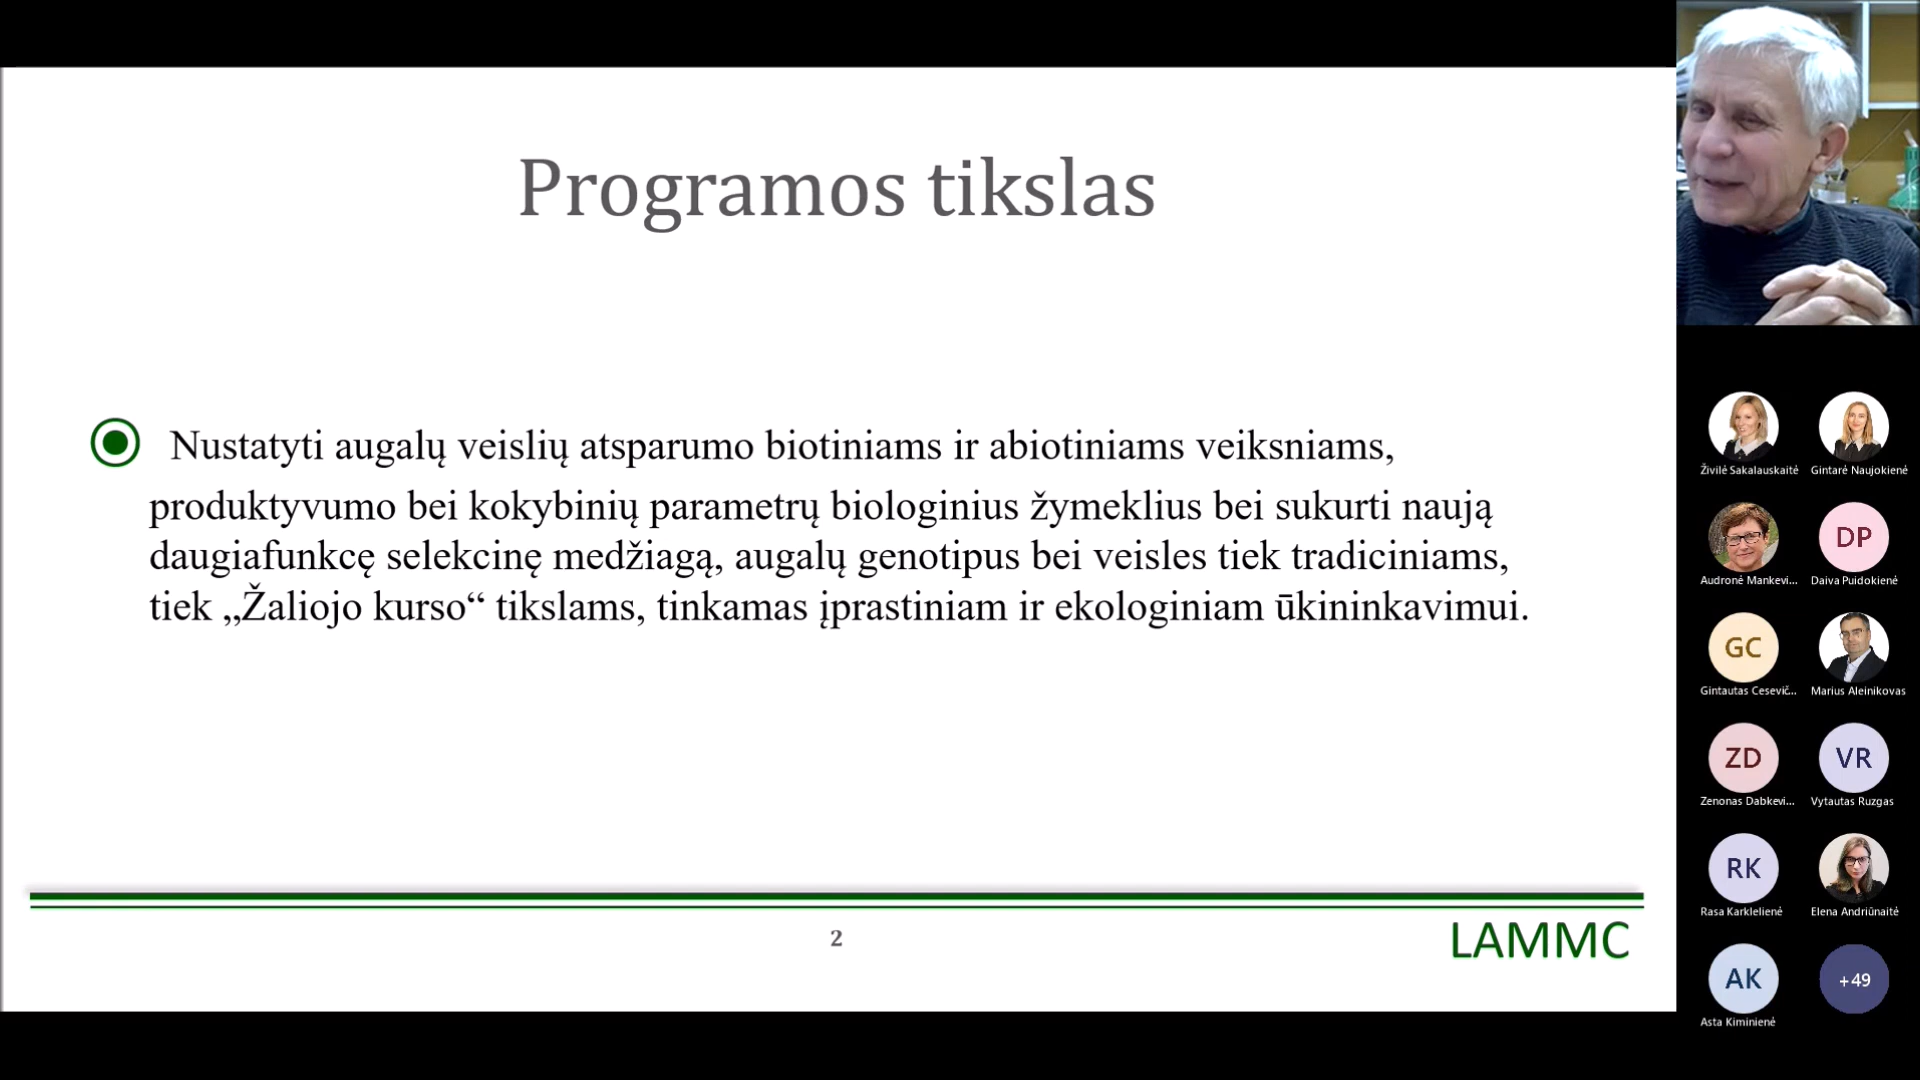 Programos tikslas
Nustatyti augalų veislių atsparumo biotiniams ir abiotiniams veiksniams,
produktyvumo bei kokybinių parametrų biologinius žymeklius bei sukurti naują
daugiafunkcę selekcinę medžiagą, augalų genotipus bei veisles tiek tradiciniams,
tiek „Žaliojo kurso“ tikslams, tinkamas įprastiniam ir ekologiniam ūkininkavimui.
2
LAMMC
Živilė Sakalauskaitė
Gintarė Naujokienė
Audronė Mankevi...
DP
Daiva Puidokienė
GC
Gintautas Cesevič...
Marius Aleinikovas
ZD
Zenonas Dabkevi...
VR
Vytautas Ruzgas
RK
Rasa Karklelienė
Elena Andriūnaitė
AK
Asta Kiminienė
+49